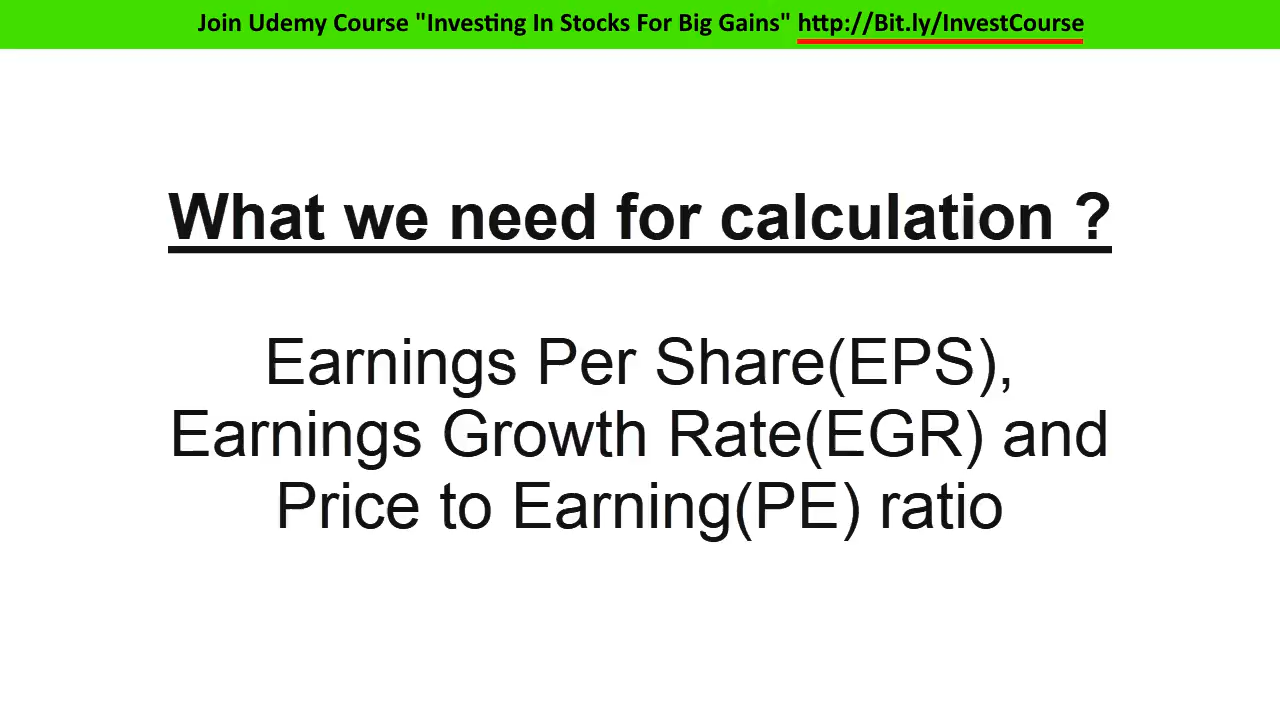 Join Udemy Course "Investing In Stocks For Big Gains" http://Bit.ly/InvestCourse
What we need for calculation ?
Earnings Per Share(EPS),
Earnings Growth Rate(EGR) and
Price to Earning(PE) ratio